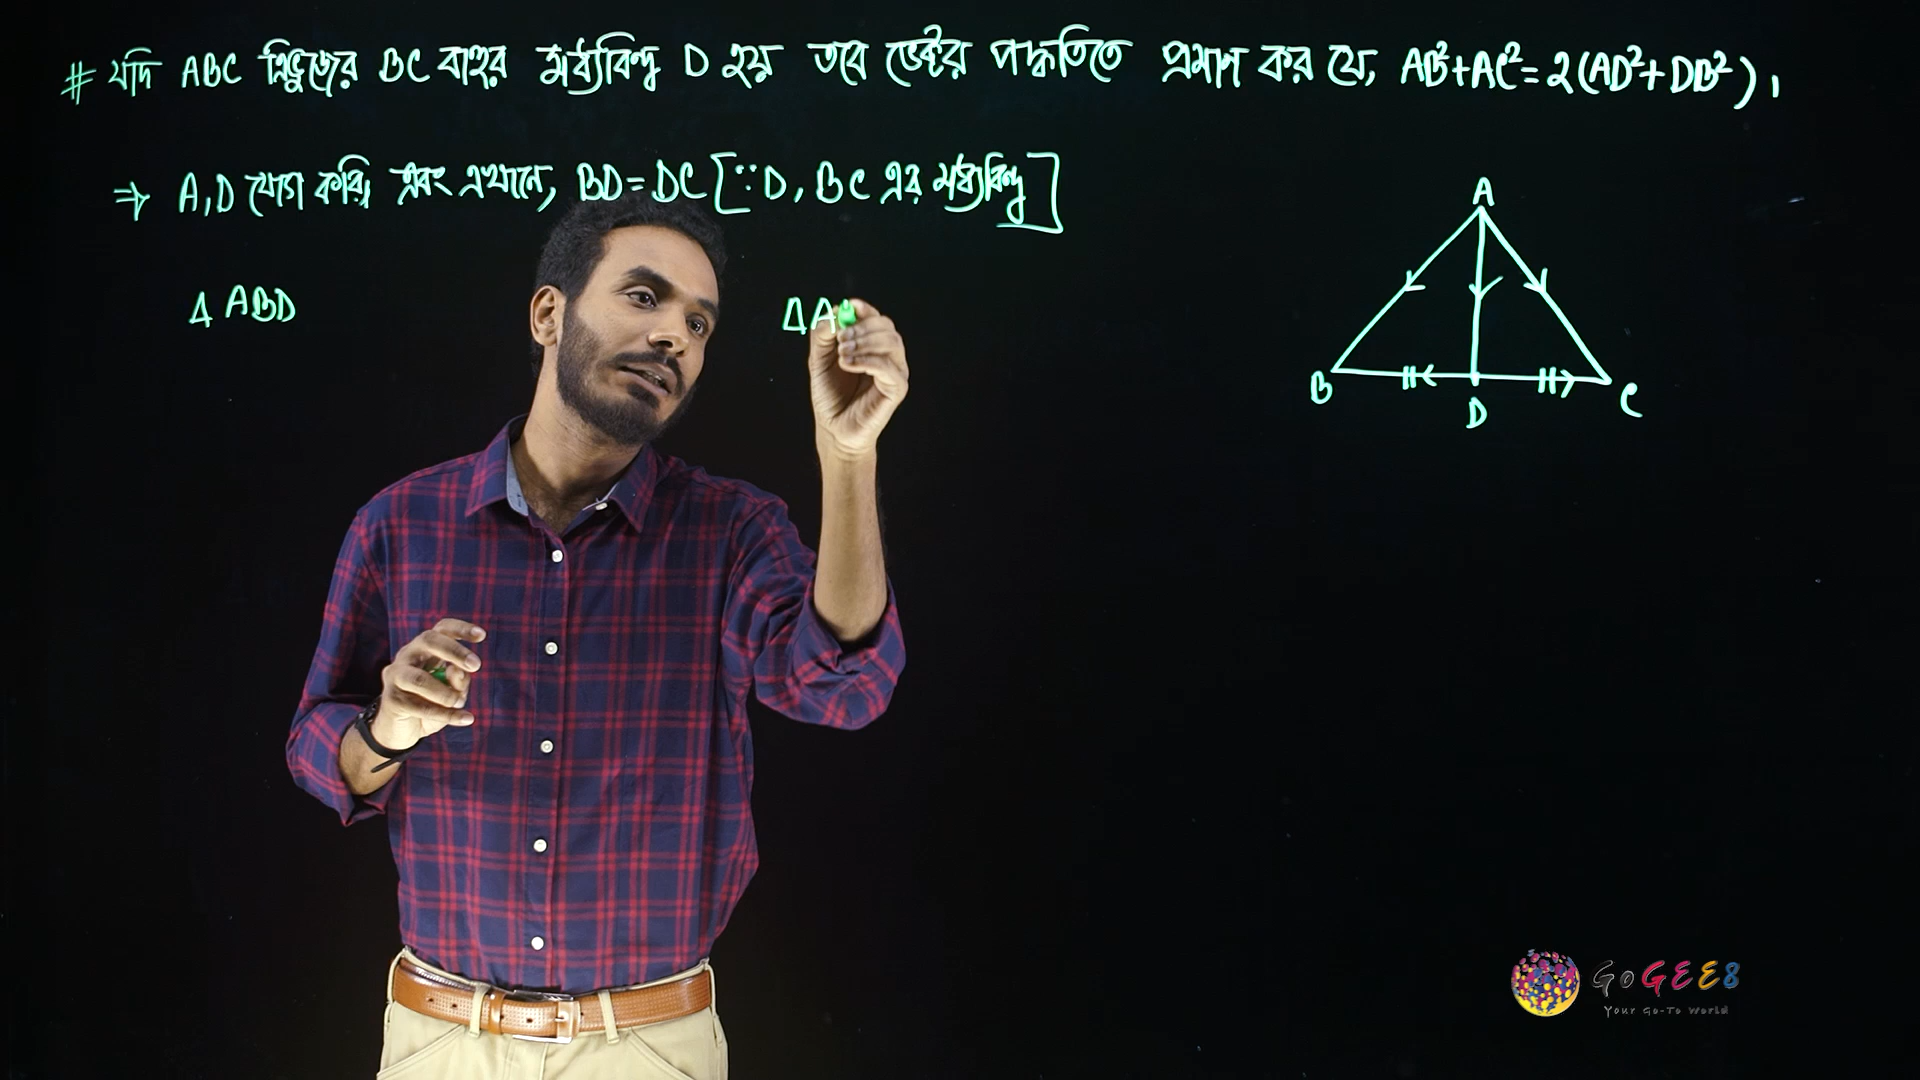 # যদি ABC ত্রিভুজের BC বাহুর মধ্যবিন্দু D হয় তবে ভেক্টর পদ্ধতিতে প্রমাণ কর যে, AB²+AC²=2(AD²+DB²)।
⇒ A,D যোগ করি এবং এখানে, BD=DC [∵D, BC এর মধ্যবিন্দু]
Δ ABD
ΔA
A
B
D
C
GoGEE8
Your Go-To World